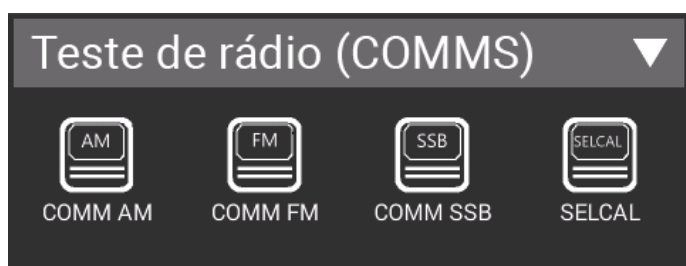 Teste de rádio (COMMS)
AM FM SSB SELCAL
COMM AM COMM FM COMM SSB SELCAL